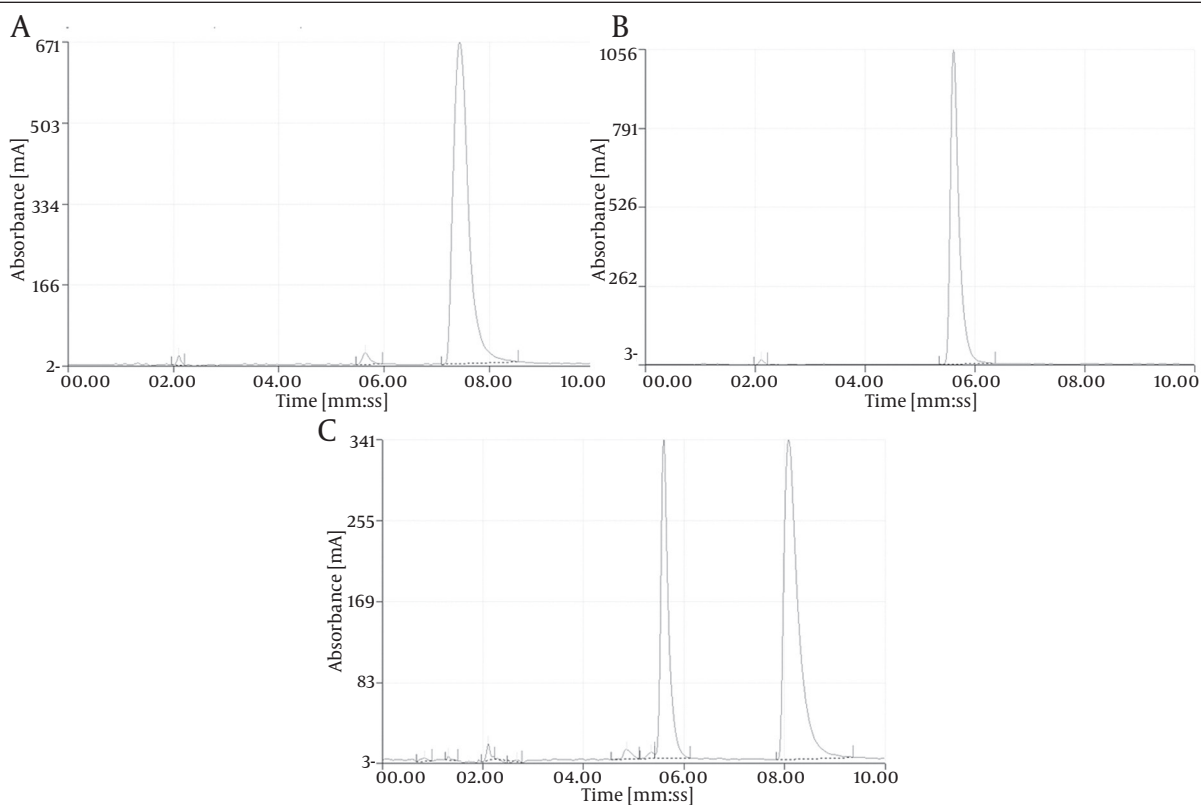 A
671
503
334
166
2-
Absorbance [mA]
00.00 02.00 04.00 06.00 08.00 10.00
Time [mm:ss]
B
1056
791
526
262
3-
Absorbance [mA]
00.00 02.00 04.00 06.00 08.00 10.00
Time [mm:ss]
C
341
255
169
83
3-
Absorbance [mA]
00.00 02.00 04.00 06.00 08.00 10.00
Time [mm:ss]